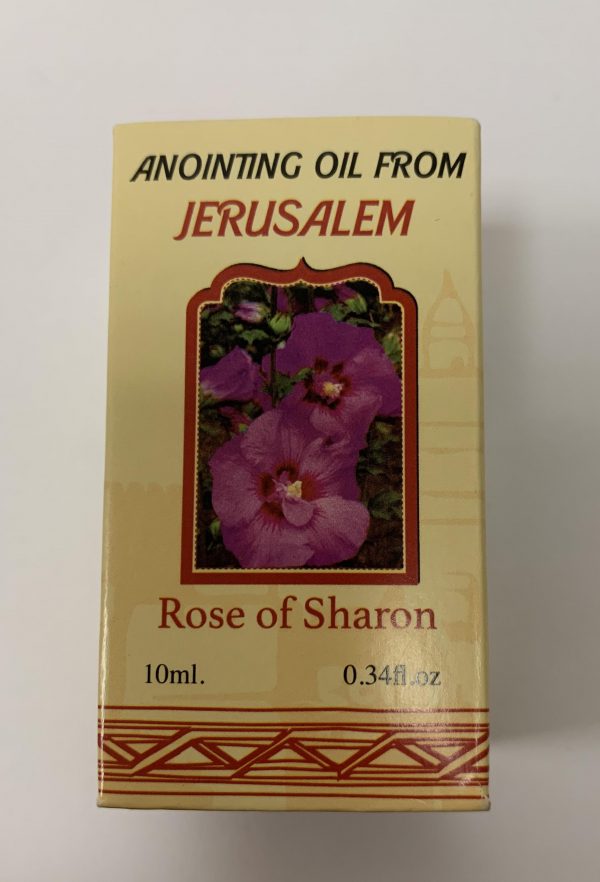 ANOINTING OIL FROM
JERUSALEM
Rose of Sharon
10ml. 0.34fl.oz